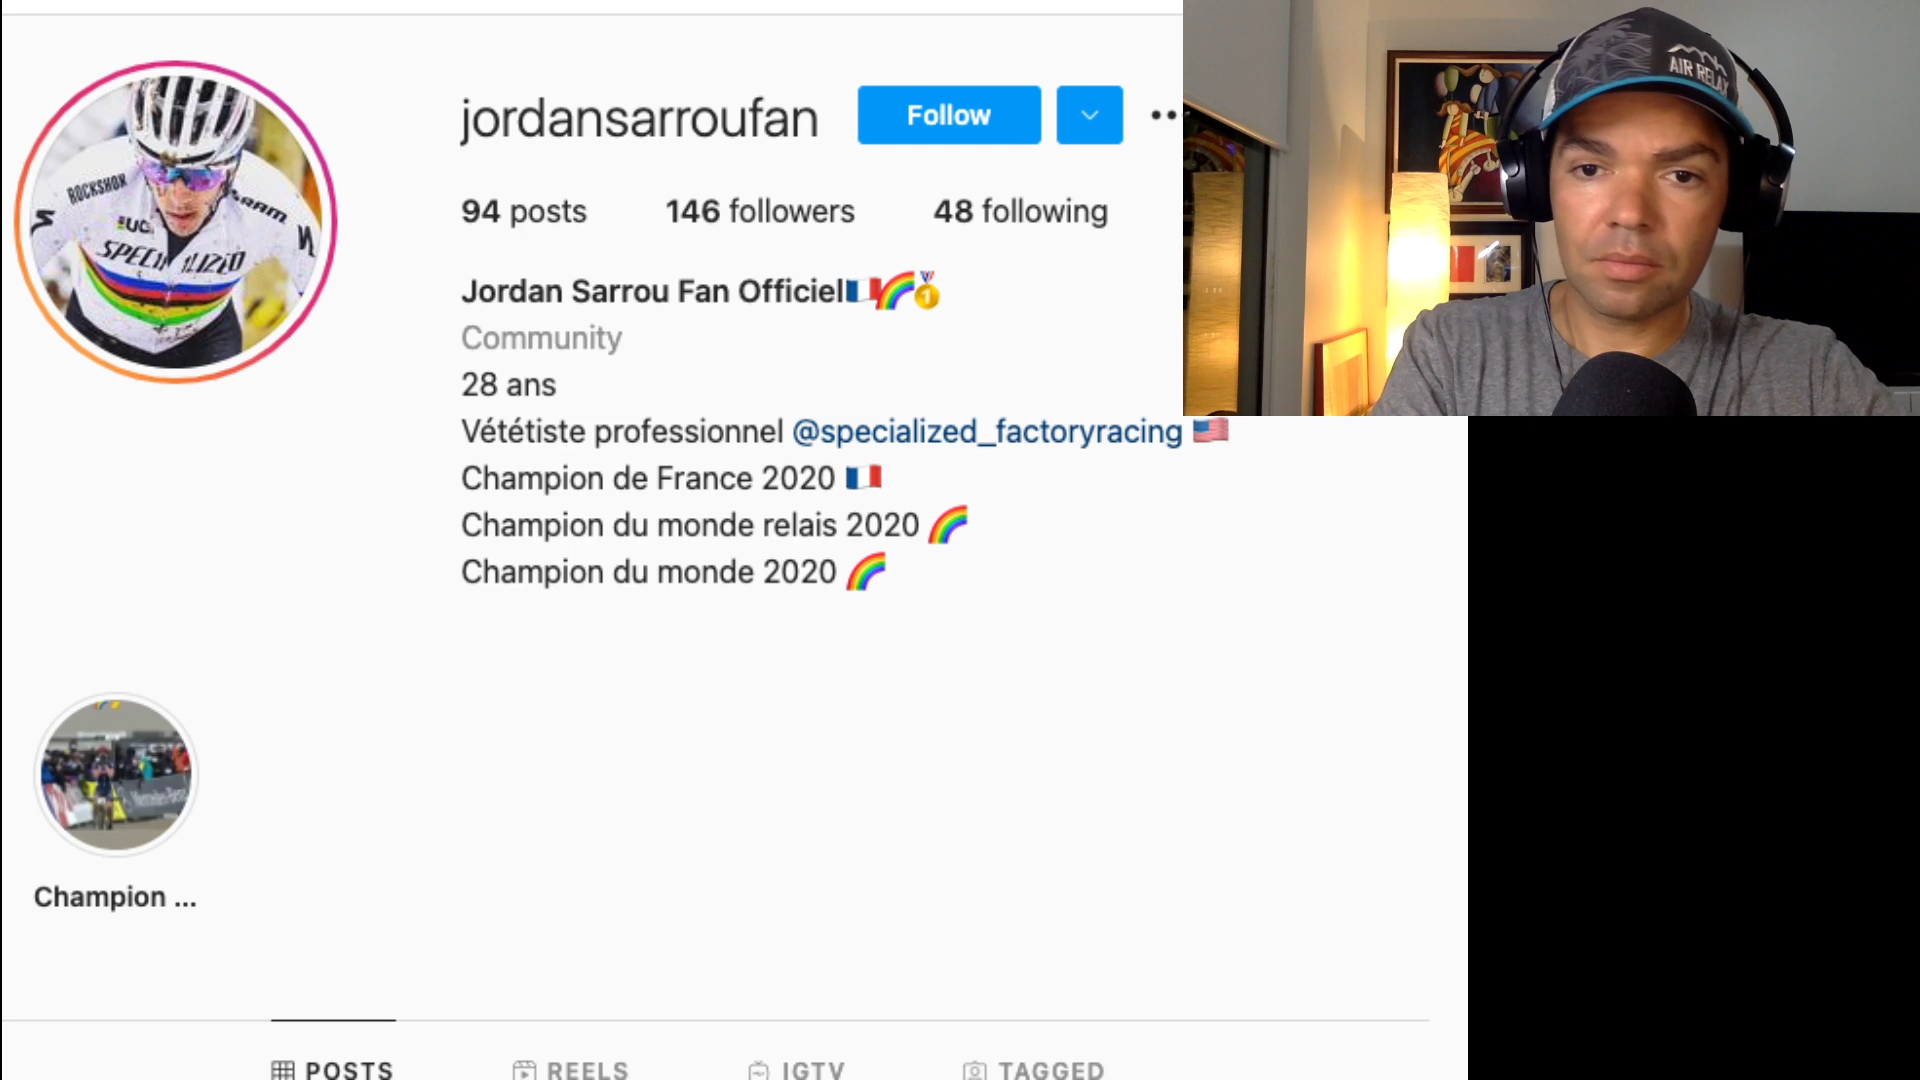 jordansarroufan Follow
94 posts 146 followers 48 following
Jordan Sarrou Fan Officiel🇫🇷🌈🥇
Community
28 ans
Vététiste professionnel @specialized_factoryracing 🇺🇸
Champion de France 2020 🇫🇷
Champion du monde relais 2020 🌈
Champion du monde 2020 🌈
ROCKSHOX
SRAM
UCI
SPECIALIZED
Champion ...
POSTS REELS IGTV TAGGED
AIR RELAX